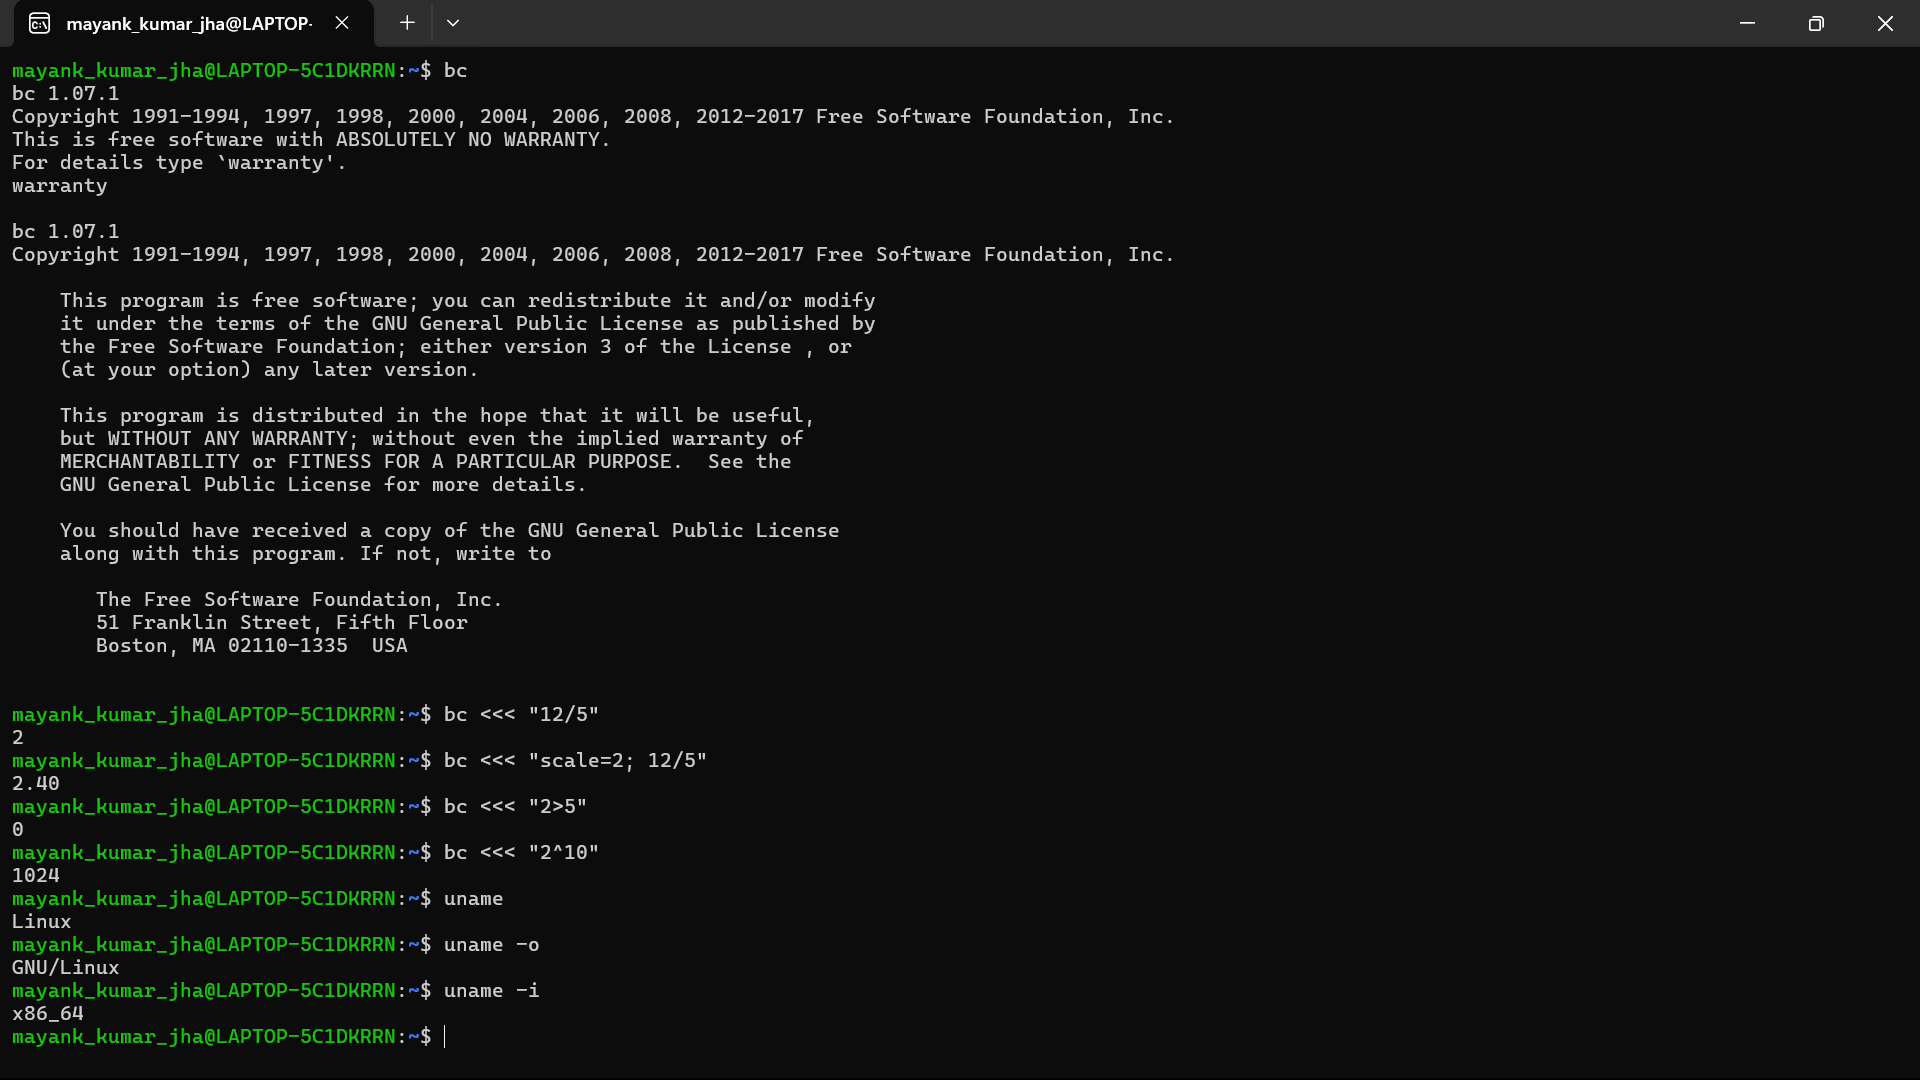 mayank_kumar_jha@LAPTOP-
mayank_kumar_jha@LAPTOP-5C1DKRRN:~$ bc
bc 1.07.1
Copyright 1991-1994, 1997, 1998, 2000, 2004, 2006, 2008, 2012-2017 Free Software Foundation, Inc.
This is free software with ABSOLUTELY NO WARRANTY.
For details type `warranty'.
warranty

bc 1.07.1
Copyright 1991-1994, 1997, 1998, 2000, 2004, 2006, 2008, 2012-2017 Free Software Foundation, Inc.

    This program is free software; you can redistribute it and/or modify
    it under the terms of the GNU General Public License as published by
    the Free Software Foundation; either version 3 of the License , or
    (at your option) any later version.

    This program is distributed in the hope that it will be useful,
    but WITHOUT ANY WARRANTY; without even the implied warranty of
    MERCHANTABILITY or FITNESS FOR A PARTICULAR PURPOSE.  See the
    GNU General Public License for more details.

    You should have received a copy of the GNU General Public License
    along with this program. If not, write to

       The Free Software Foundation, Inc.
       51 Franklin Street, Fifth Floor
       Boston, MA 02110-1335  USA

mayank_kumar_jha@LAPTOP-5C1DKRRN:~$ bc <<< "12/5"
2
mayank_kumar_jha@LAPTOP-5C1DKRRN:~$ bc <<< "scale=2; 12/5"
2.40
mayank_kumar_jha@LAPTOP-5C1DKRRN:~$ bc <<< "2>5"
0
mayank_kumar_jha@LAPTOP-5C1DKRRN:~$ bc <<< "2^10"
1024
mayank_kumar_jha@LAPTOP-5C1DKRRN:~$ uname
Linux
mayank_kumar_jha@LAPTOP-5C1DKRRN:~$ uname -o
GNU/Linux
mayank_kumar_jha@LAPTOP-5C1DKRRN:~$ uname -i
x86_64
mayank_kumar_jha@LAPTOP-5C1DKRRN:~$